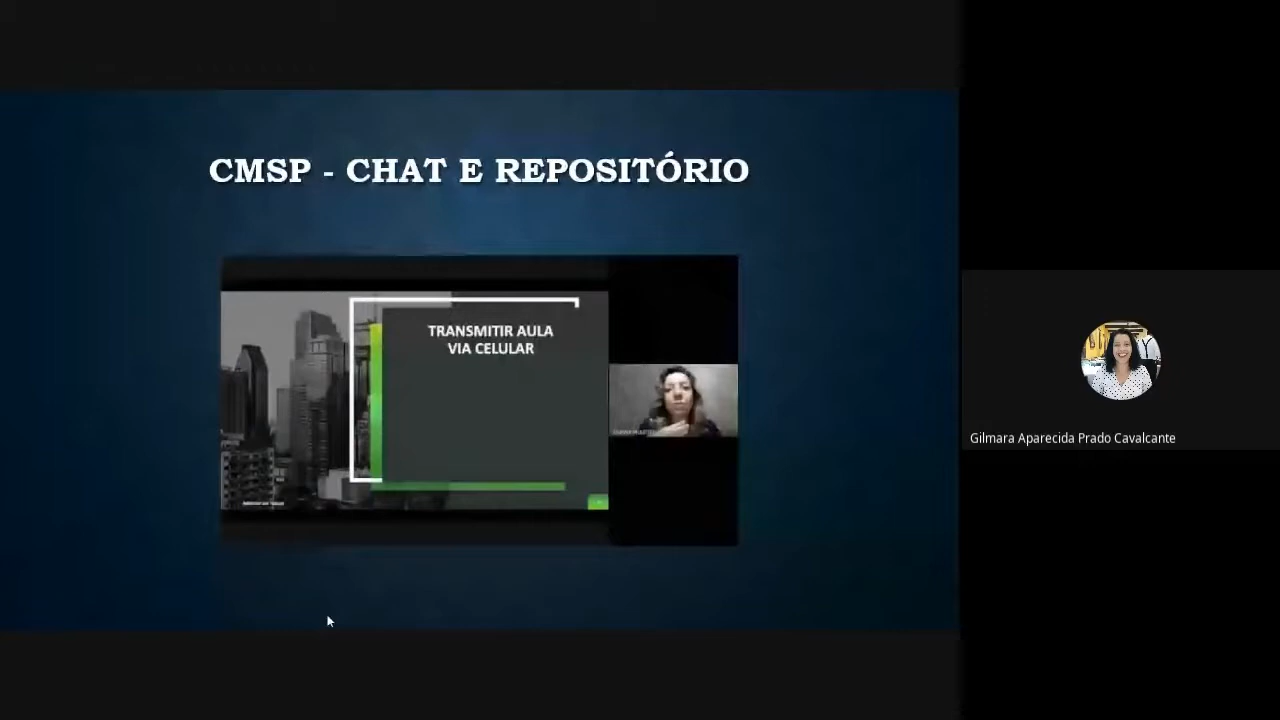 CMSP - CHAT E REPOSITÓRIO
TRANSMITIR AULA
VIA CELULAR
Gilmara Aparecida Prado Cavalcante